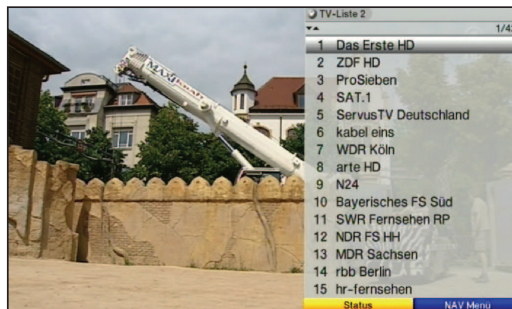 TV-Liste 2
1/42
1 Das Erste HD
2 ZDF HD
3 ProSieben
4 SAT.1
5 ServusTV Deutschland
6 kabel eins
7 WDR Köln
8 arte HD
9 N24
10 Bayerisches FS Süd
11 SWR Fernsehen RP
12 NDR FS HH
13 MDR Sachsen
14 rbb Berlin
15 hr-fernsehen
Status
NAV Menü
MAXI